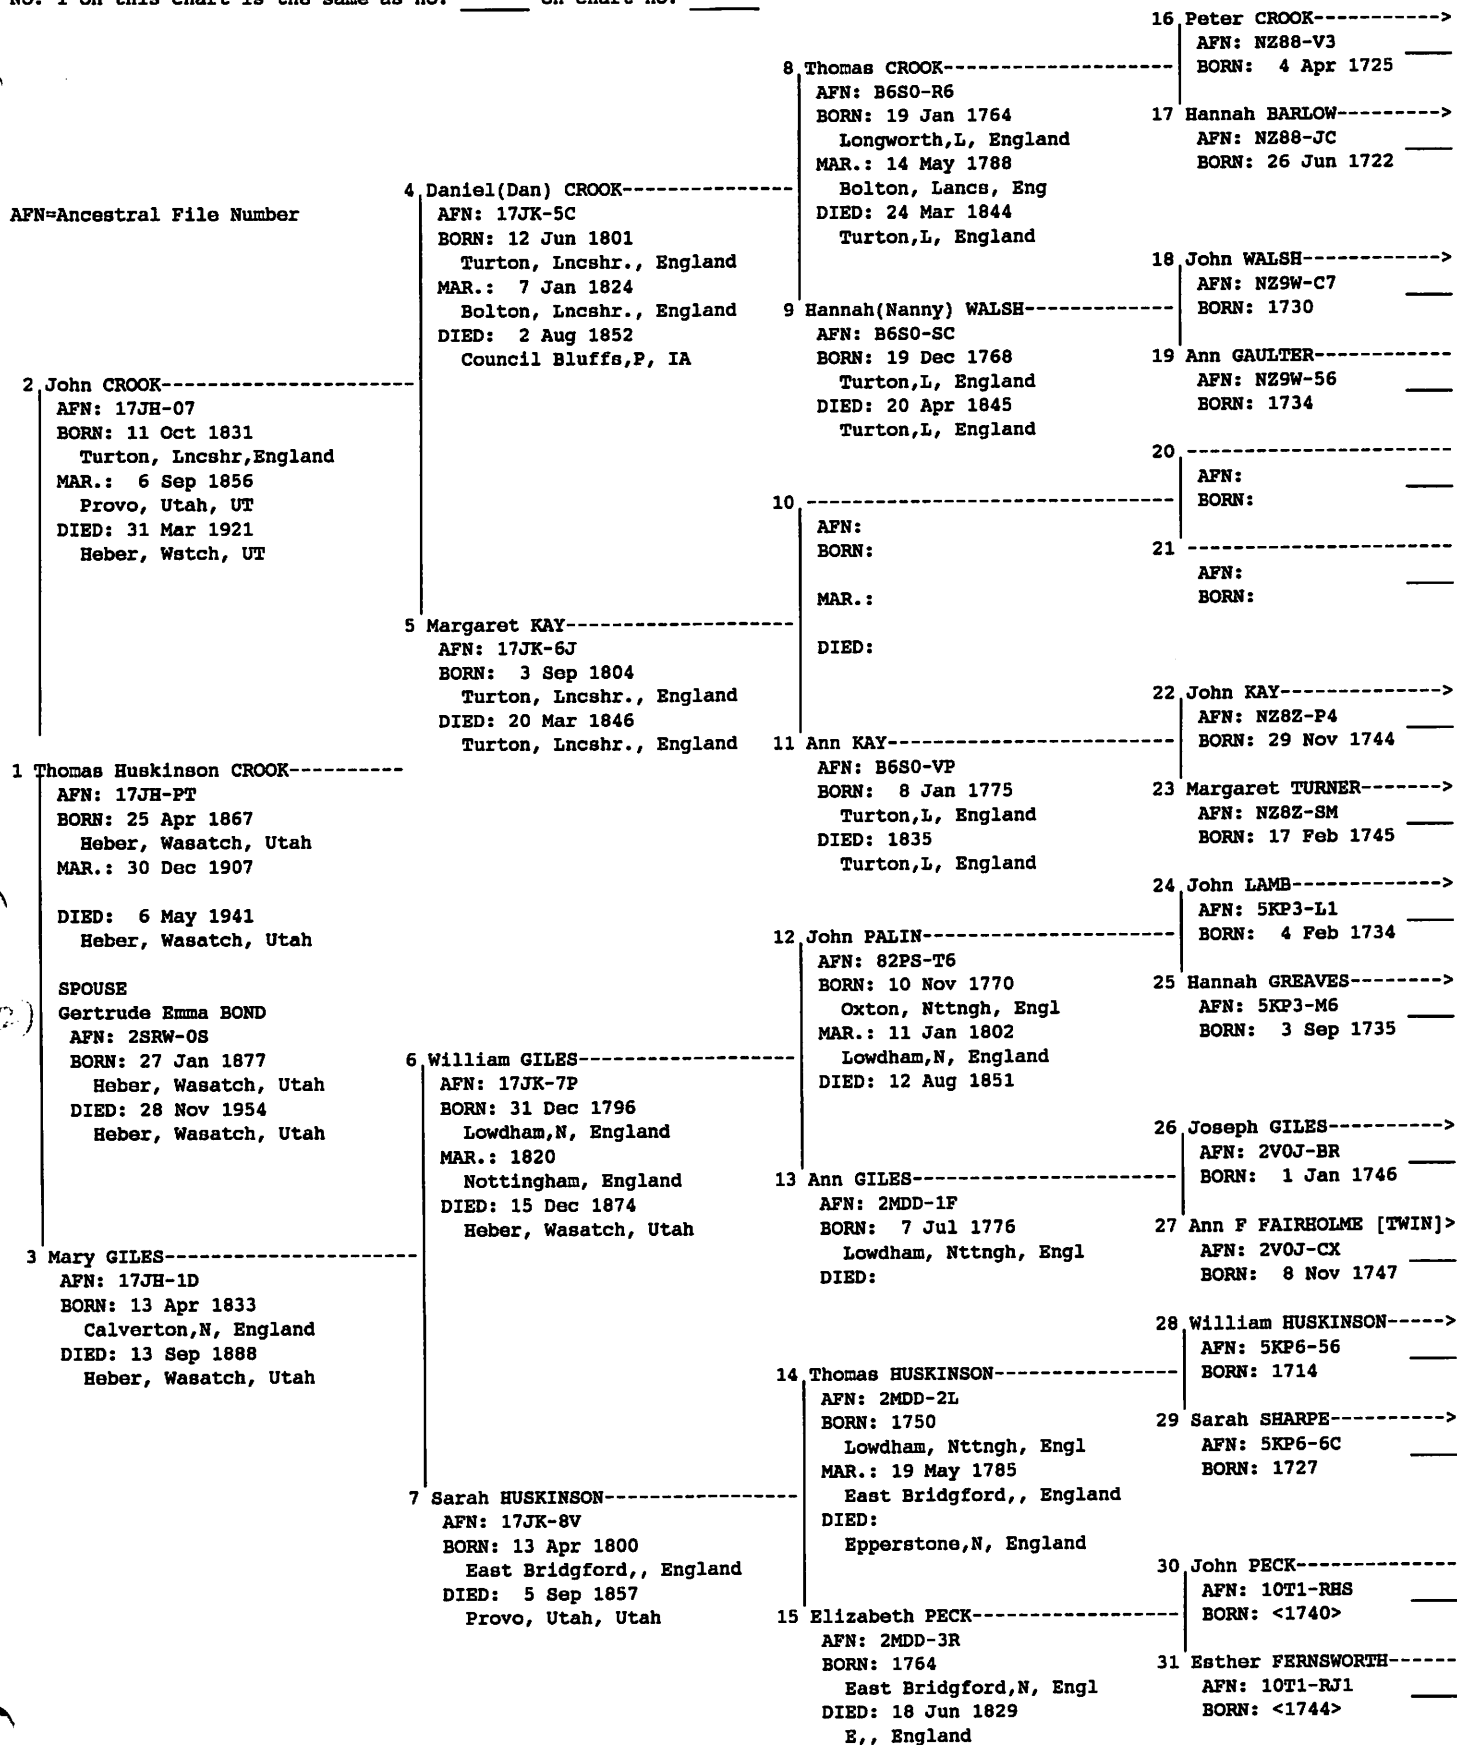 No. 1 on this chart is the same as no. ______ on chart no. ______
AFN=Ancestral File Number
1 Thomas Huskinson CROOK----------
AFN: 17JH-PT
BORN: 25 Apr 1867
Heber, Wasatch, Utah
MAR.: 30 Dec 1907
DIED: 6 May 1941
Heber, Wasatch, Utah
SPOUSE
Gertrude Emma BOND
AFN: 2SRW-0S
BORN: 27 Jan 1877
Heber, Wasatch, Utah
DIED: 28 Nov 1954
Heber, Wasatch, Utah
2 John CROOK---------------------
AFN: 17JH-07
BORN: 11 Oct 1831
Turton, Lncshr,England
MAR.: 6 Sep 1856
Provo, Utah, UT
DIED: 31 Mar 1921
Heber, Wstch, UT
3 Mary GILES---------------------
AFN: 17JH-1D
BORN: 13 Apr 1833
Calverton,N, England
DIED: 13 Sep 1888
Heber, Wasatch, Utah
4 Daniel(Dan) CROOK--------------
AFN: 17JK-5C
BORN: 12 Jun 1801
Turton, Lncshr., England
MAR.: 7 Jan 1824
Bolton, Lncshr., England
DIED: 2 Aug 1852
Council Bluffs,P, IA
5 Margaret KAY-------------------
AFN: 17JK-6J
BORN: 3 Sep 1804
Turton, Lncshr., England
DIED: 20 Mar 1846
Turton, Lncshr., England
6 William GILES------------------
AFN: 17JK-7P
BORN: 31 Dec 1796
Lowdham,N, England
MAR.: 1820
Nottingham, England
DIED: 15 Dec 1874
Heber, Wasatch, Utah
7 Sarah HUSKINSON----------------
AFN: 17JK-8V
BORN: 13 Apr 1800
East Bridgford,, England
DIED: 5 Sep 1857
Provo, Utah, Utah
8 Thomas CROOK-------------------
AFN: B6S0-R6
BORN: 19 Jan 1764
Longworth,L, England
MAR.: 14 May 1788
Bolton, Lancs, Eng
DIED: 24 Mar 1844
Turton,L, England
9 Hannah(Nanny) WALSH------------
AFN: B6S0-SC
BORN: 19 Dec 1768
Turton,L, England
DIED: 20 Apr 1845
Turton,L, England
10 -------------------------------
AFN:
BORN:
MAR.:
DIED:
11 Ann KAY------------------------
AFN: B6S0-VP
BORN: 8 Jan 1775
Turton,L, England
DIED: 1835
Turton,L, England
12 John PALIN---------------------
AFN: 82PS-T6
BORN: 10 Nov 1770
Oxton, Nttngh, Engl
MAR.: 11 Jan 1802
Lowdham,N, England
DIED: 12 Aug 1851
13 Ann GILES----------------------
AFN: 2MDD-1F
BORN: 7 Jul 1776
Lowdham, Nttngh, Engl
DIED:
14 Thomas HUSKINSON---------------
AFN: 2MDD-2L
BORN: 1750
Lowdham, Nttngh, Engl
MAR.: 19 May 1785
East Bridgford,, England
DIED:
Epperstone,N, England
15 Elizabeth PECK-----------------
AFN: 2MDD-3R
BORN: 1764
East Bridgford,N, Engl
DIED: 18 Jun 1829
E,, England
16 Peter CROOK----------->
AFN: NZ88-V3
BORN: 4 Apr 1725
17 Hannah BARLOW--------->
AFN: NZ88-JC
BORN: 26 Jun 1722
18 John WALSH------------>
AFN: NZ9W-C7
BORN: 1730
19 Ann GAULTER------------
AFN: NZ9W-56
BORN: 1734
20 ----------------------
AFN:
BORN:
21 ----------------------
AFN:
BORN:
22 John KAY-------------->
AFN: NZ8Z-P4
BORN: 29 Nov 1744
23 Margaret TURNER------->
AFN: NZ8Z-SM
BORN: 17 Feb 1745
24 John LAMB------------->
AFN: 5KP3-L1
BORN: 4 Feb 1734
25 Hannah GREAVES-------->
AFN: 5KP3-M6
BORN: 3 Sep 1735
26 Joseph GILES---------->
AFN: 2V0J-BR
BORN: 1 Jan 1746
27 Ann F FAIRHOLME [TWIN]>
AFN: 2V0J-CX
BORN: 8 Nov 1747
28 William HUSKINSON----->
AFN: 5KP6-56
BORN: 1714
29 Sarah SHARPE---------->
AFN: 5KP6-6C
BORN: 1727
30 John PECK-------------
AFN: 10T1-RHS
BORN: <1740>
31 Esther FERNSWORTH------
AFN: 10T1-RJ1
BORN: <1744>